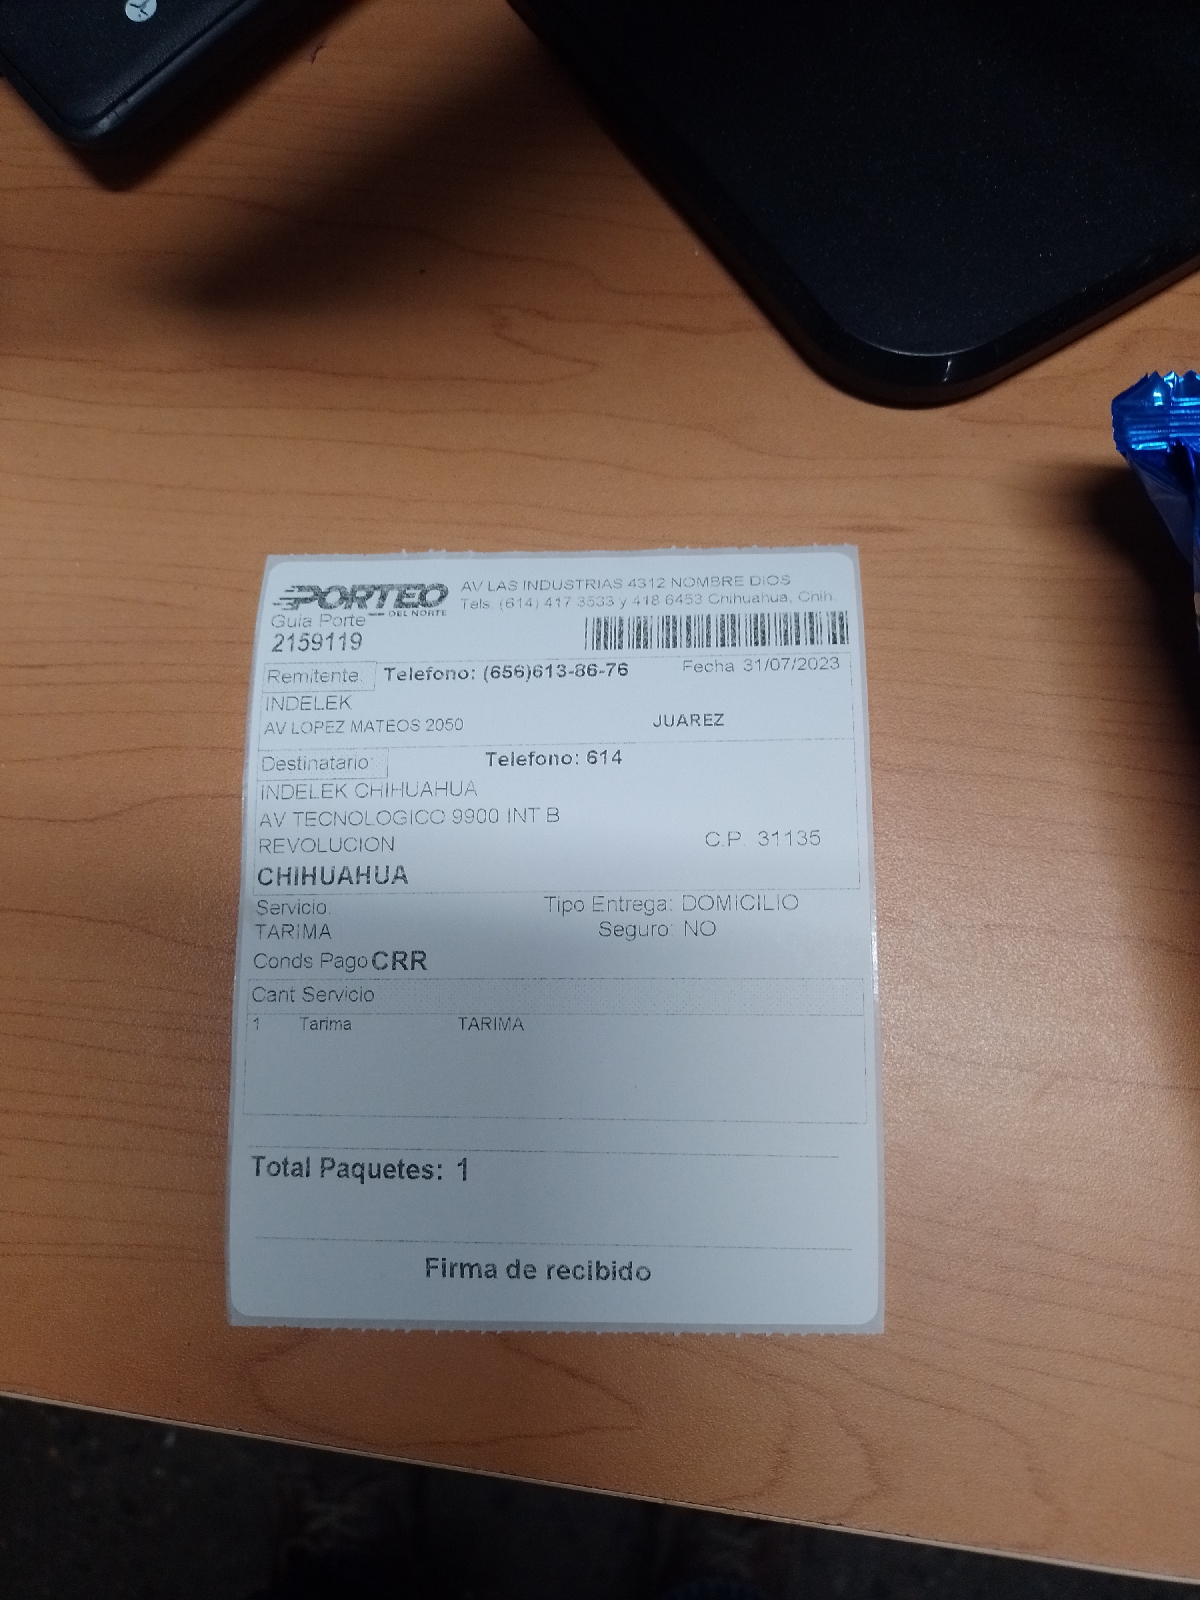 PORTEO
DEL NORTE
AV LAS INDUSTRIAS 4312 NOMBRE DIOS
Tels. (614) 417 3533 y 418 6453 Chihuahua, Chih.
Guia Porte
2159119
Remitente: Telefono: (656)613-86-76 Fecha 31/07/2023
INDELEK
AV LOPEZ MATEOS 2050 JUAREZ
Destinatario: Telefono: 614
INDELEK CHIHUAHUA
AV TECNOLOGICO 9900 INT B
REVOLUCION C.P. 31135
CHIHUAHUA
Servicio: Tipo Entrega: DOMICILIO
TARIMA Seguro: NO
Conds Pago CRR
Cant Servicio
1 Tarima TARIMA
Total Paquetes: 1
Firma de recibido